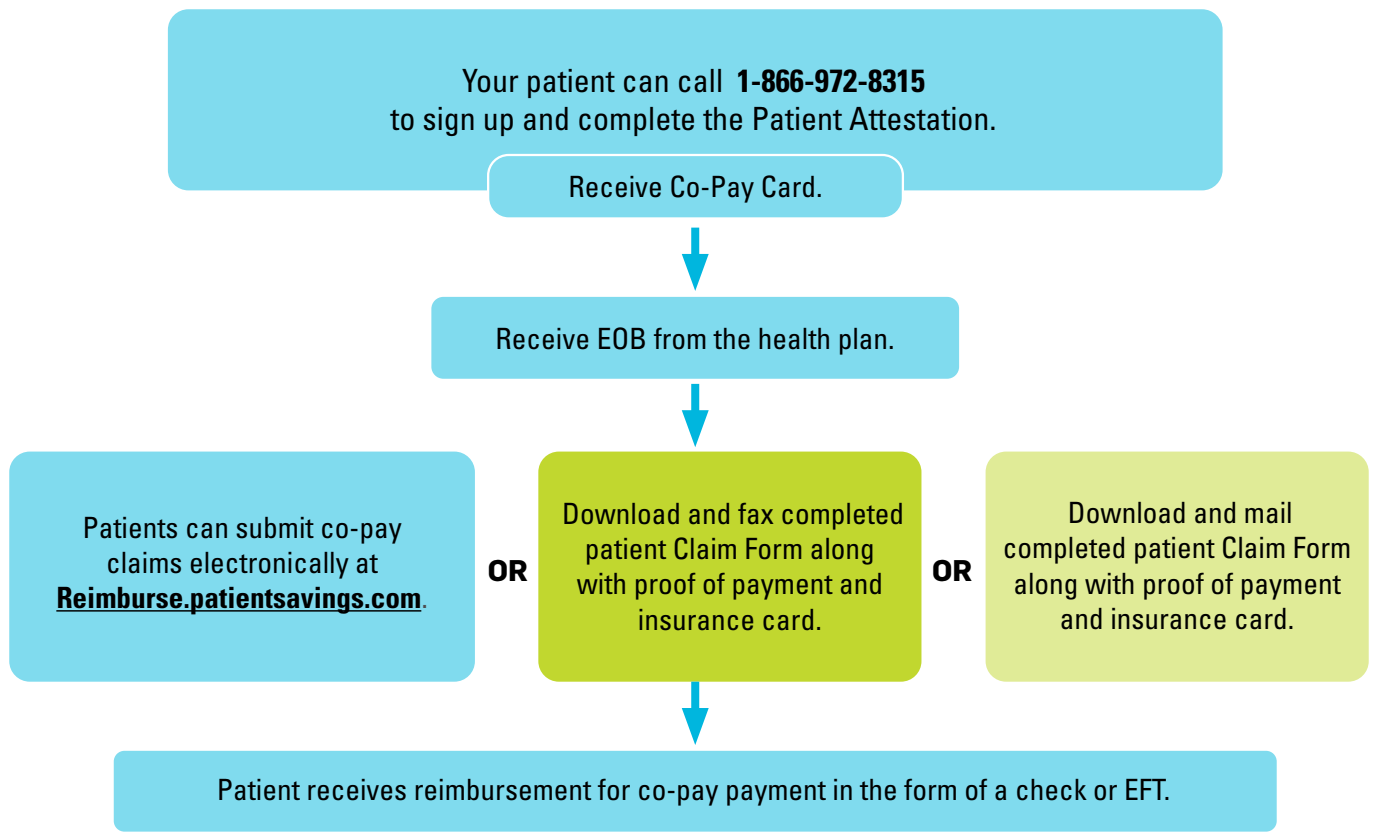 Your patient can call 1-866-972-8315
to sign up and complete the Patient Attestation.
Receive Co-Pay Card.
Receive EOB from the health plan.
Patients can submit co-pay
claims electronically at
Reimburse.patientsavings.com.
OR
Download and fax completed
patient Claim Form along
with proof of payment and
insurance card.
OR
Download and mail
completed patient Claim Form
along with proof of payment
and insurance card.
Patient receives reimbursement for co-pay payment in the form of a check or EFT.